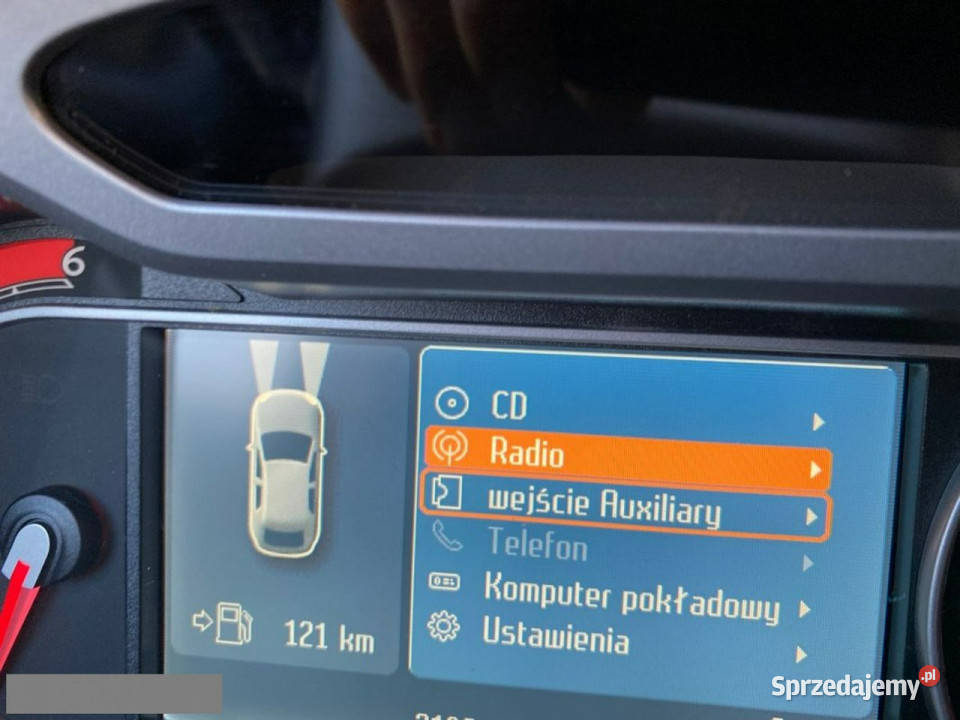 6
CD
Radio
wejście Auxiliary
Telefon
Komputer pokładowy
Ustawienia
121 km
Sprzedajemy.pl